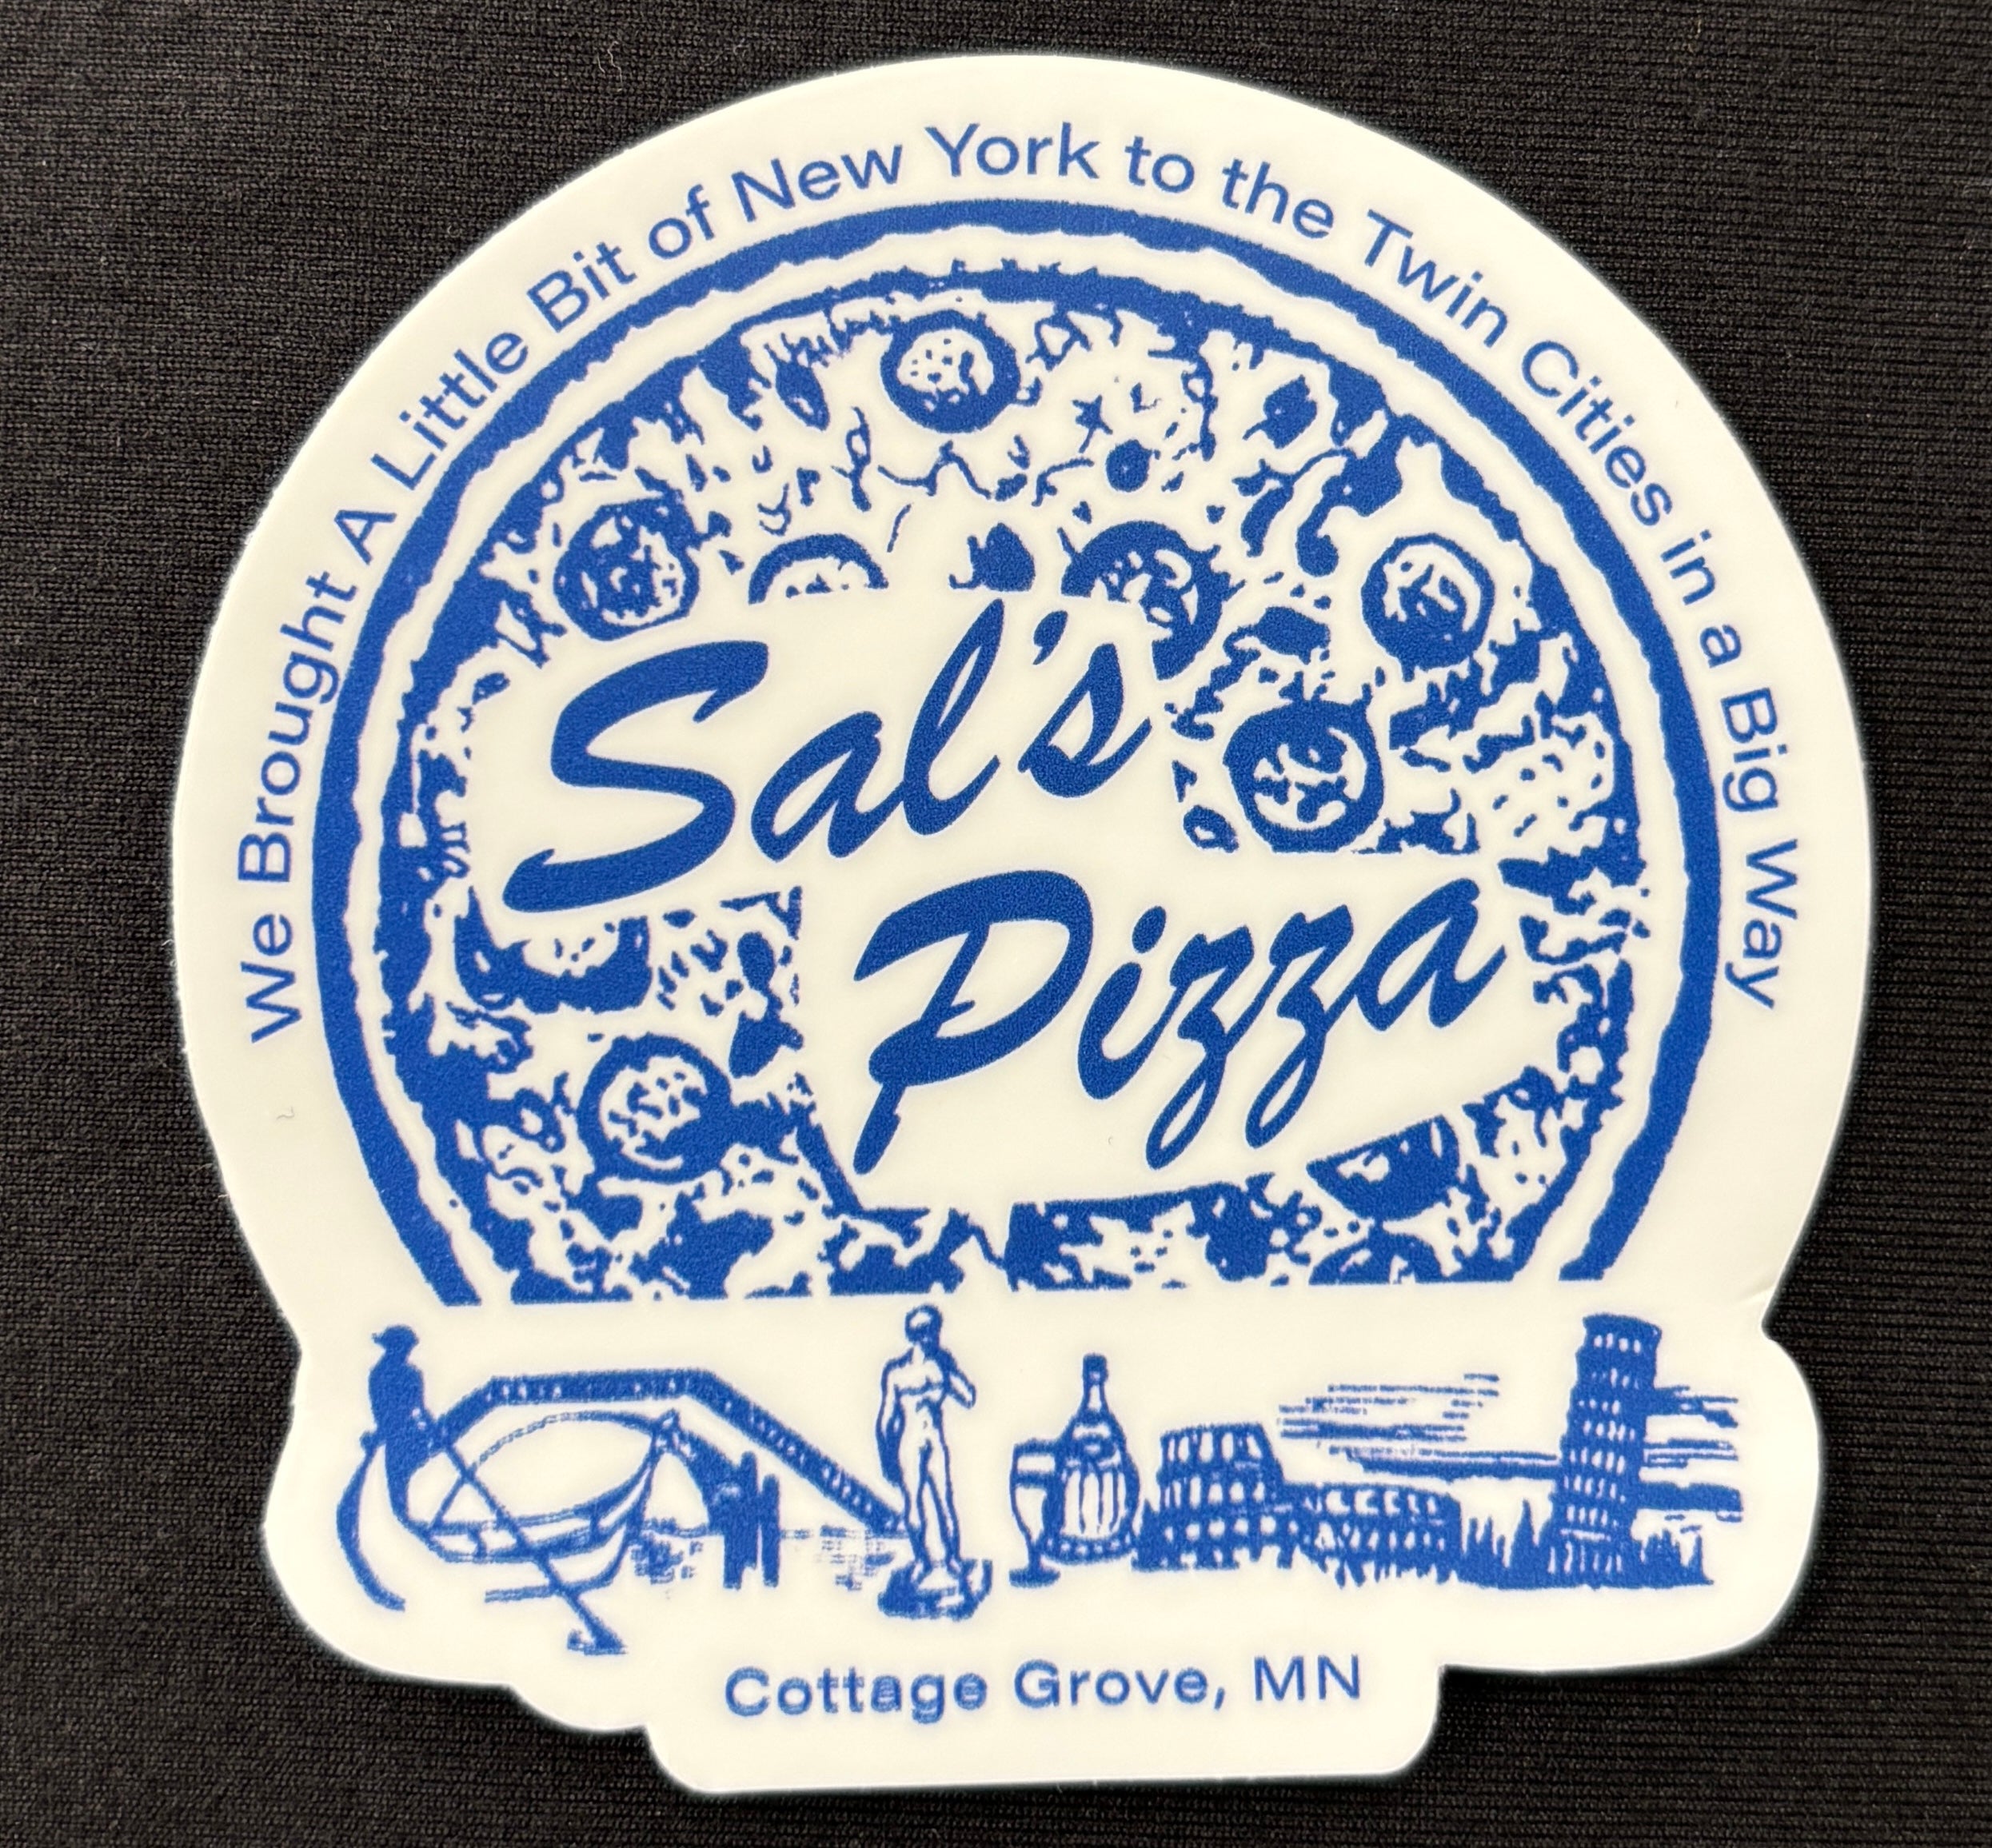 We Brought A Little Bit of New York to the Twin Cities in a Big Way
Sal's
Pizza
Cottage Grove, MN